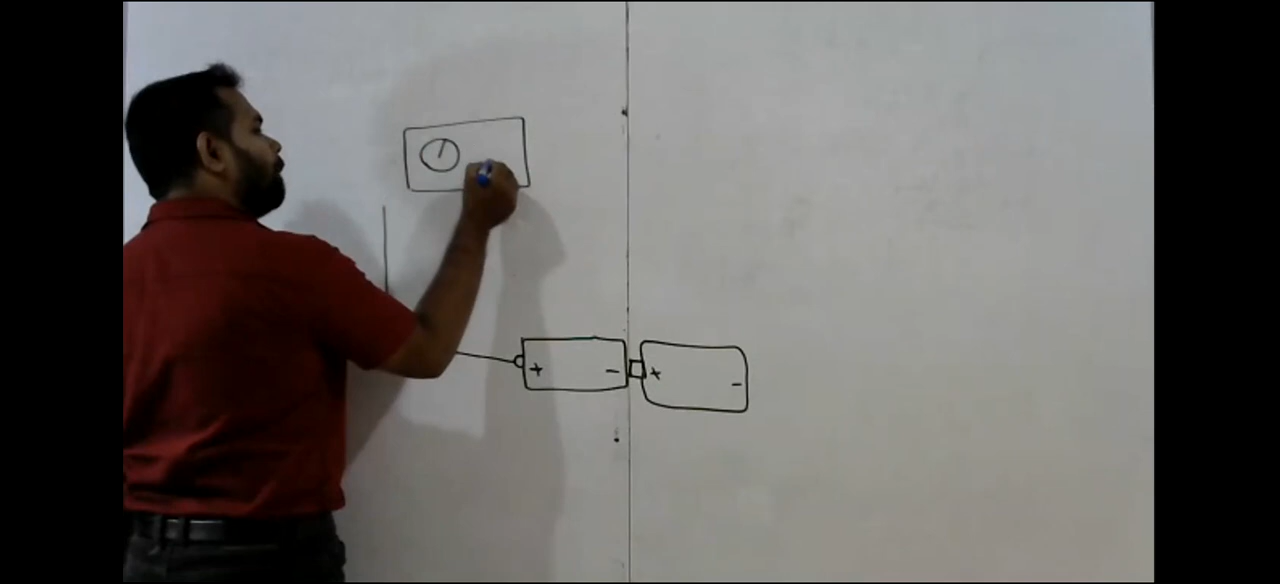 + − + −